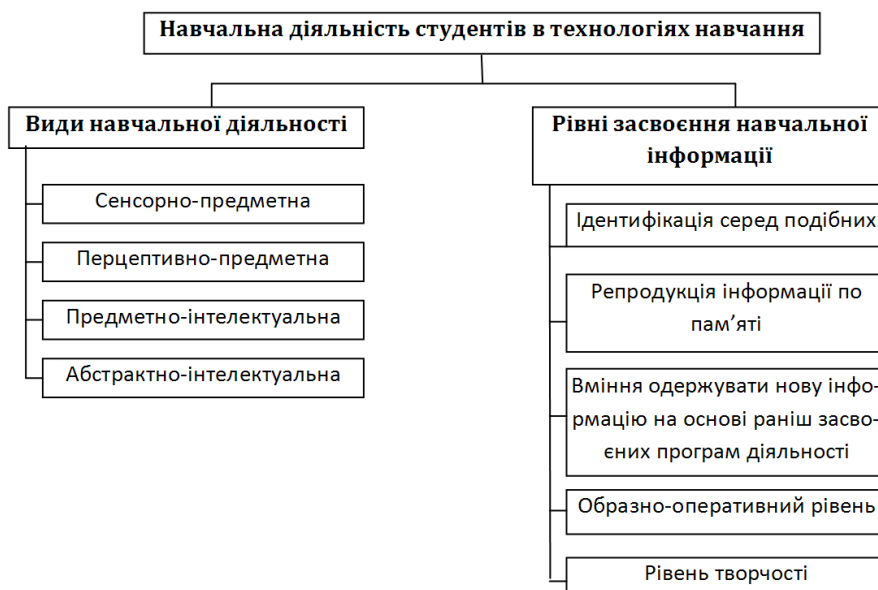 Навчальна діяльність студентів в технологіях навчання
Види навчальної діяльності
Сенсорно-предметна
Перцептивно-предметна
Предметно-інтелектуальна
Абстрактно-інтелектуальна
Рівні засвоєння навчальної
інформації
Ідентифікація серед подібних
Репродукція інформації по
пам’яті
Вміння одержувати нову інфо-
рмацію на основі раніш засво-
єних програм діяльності
Образно-оперативний рівень
Рівень творчості